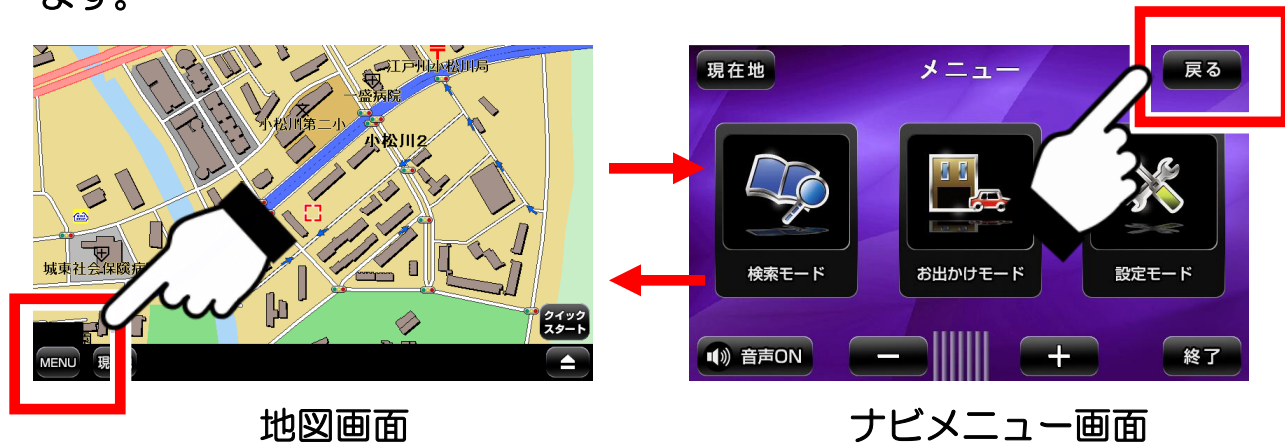 ます。
江戸川小松川局
一盛病院
小松川第二小
小松川2
城東社会保険病
クイック
スタート
MENU
現
地図画面
現在地
メニュー
戻る
検索モード
お出かけモード
設定モード
音声ON
−
+
終了
ナビメニュー画面